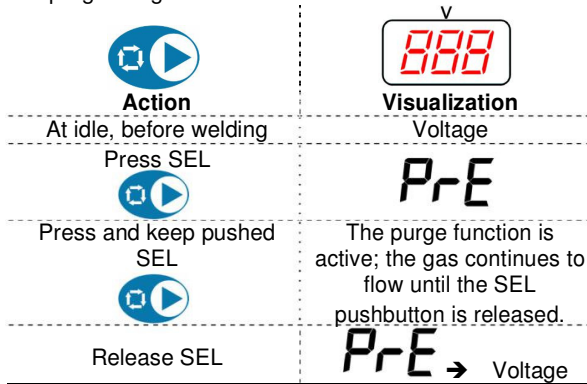 V
888
Action
Visualization
At idle, before welding
Voltage
Press SEL
PrE
Press and keep pushed
SEL
The purge function is
active; the gas continues to
flow until the SEL
pushbutton is released.
Release SEL
PrE ➔ Voltage